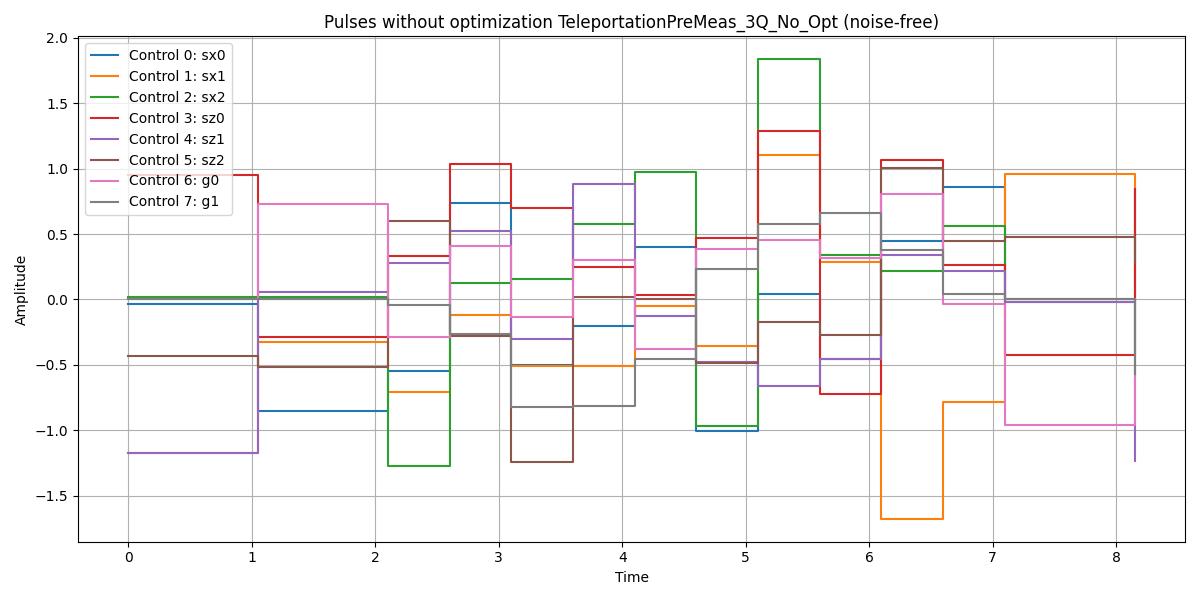 Pulses without optimization TeleportationPreMeas_3Q_No_Opt (noise-free)
2.0
1.5
1.0
0.5
0.0
−0.5
−1.0
−1.5
Amplitude
Control 0: sx0
Control 1: sx1
Control 2: sx2
Control 3: sz0
Control 4: sz1
Control 5: sz2
Control 6: g0
Control 7: g1
0 1 2 3 4 5 6 7 8
Time